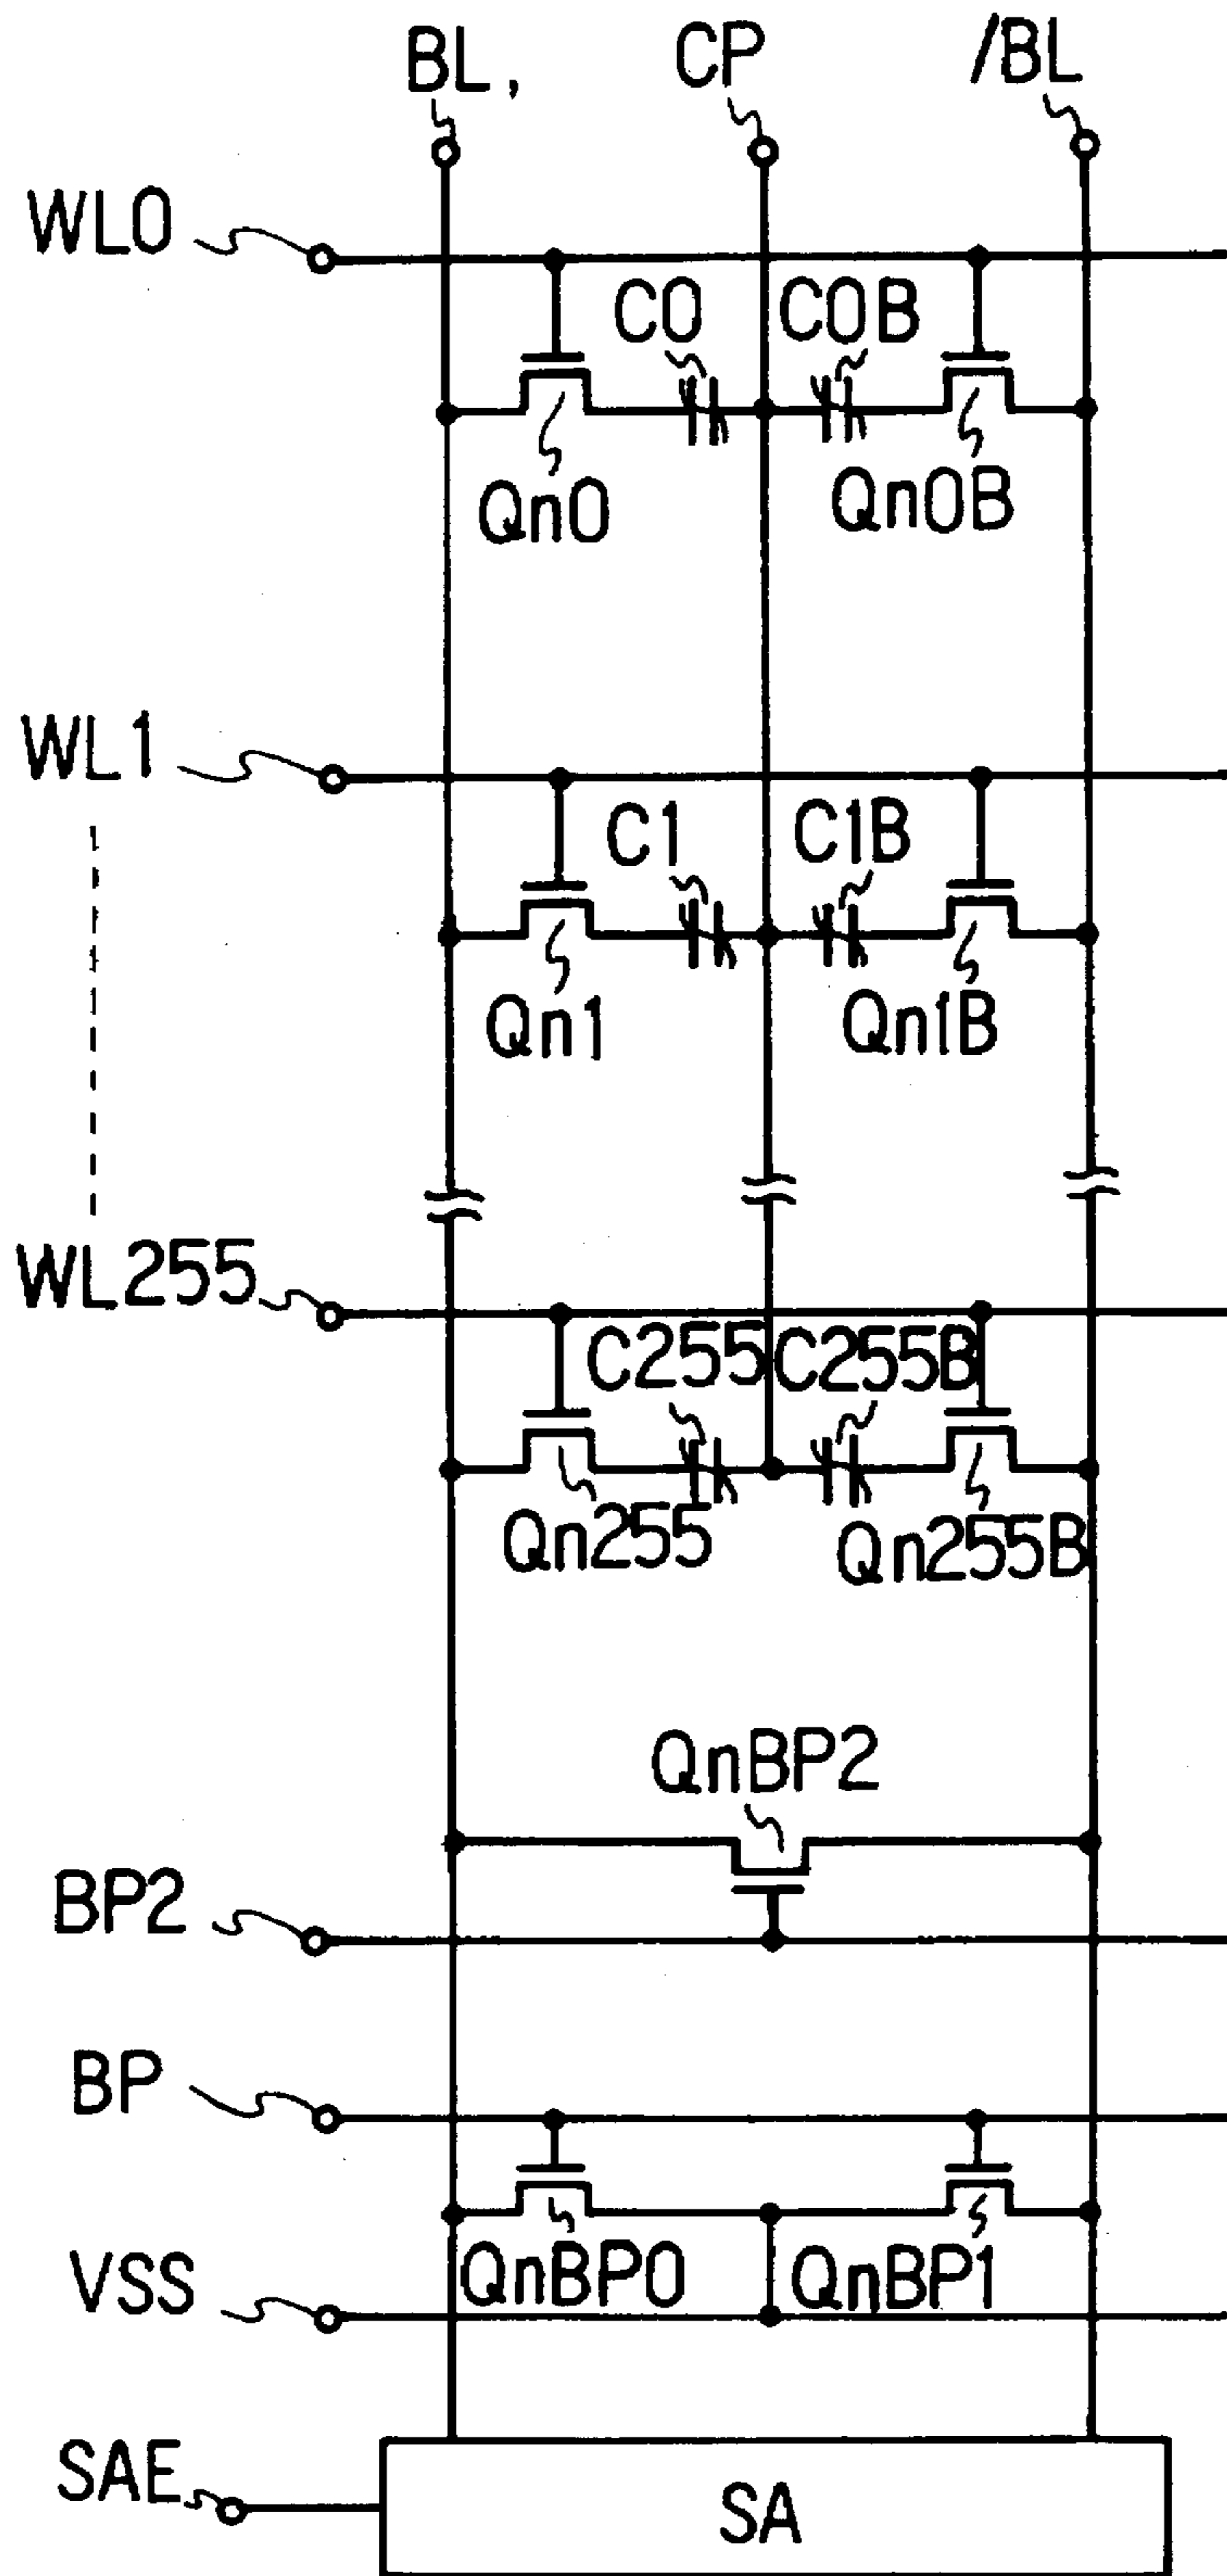 BL, CP /BL
WL0
C0 C0B
Qn0 Qn0B
WL1
C1 C1B
Qn1 Qn1B
WL255
C255 C255B
Qn255 Qn255B
QnBP2
BP2
BP
QnBP0 QnBP1
VSS
SAE
SA